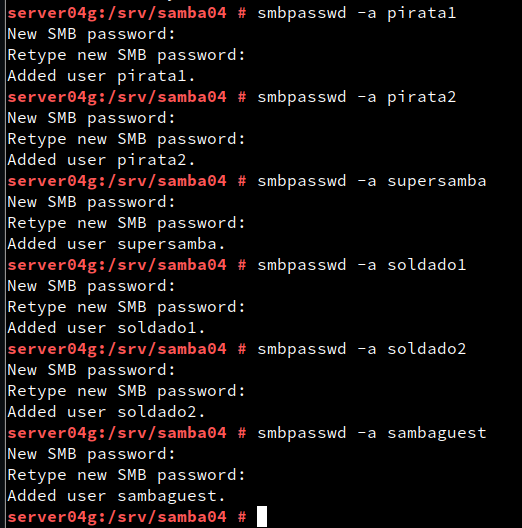 server04g:/srv/samba04 # smbpasswd -a pirata1
New SMB password:
Retype new SMB password:
Added user pirata1.
server04g:/srv/samba04 # smbpasswd -a pirata2
New SMB password:
Retype new SMB password:
Added user pirata2.
server04g:/srv/samba04 # smbpasswd -a supersamba
New SMB password:
Retype new SMB password:
Added user supersamba.
server04g:/srv/samba04 # smbpasswd -a soldado1
New SMB password:
Retype new SMB password:
Added user soldado1.
server04g:/srv/samba04 # smbpasswd -a soldado2
New SMB password:
Retype new SMB password:
Added user soldado2.
server04g:/srv/samba04 # smbpasswd -a sambaguest
New SMB password:
Retype new SMB password:
Added user sambaguest.
server04g:/srv/samba04 #